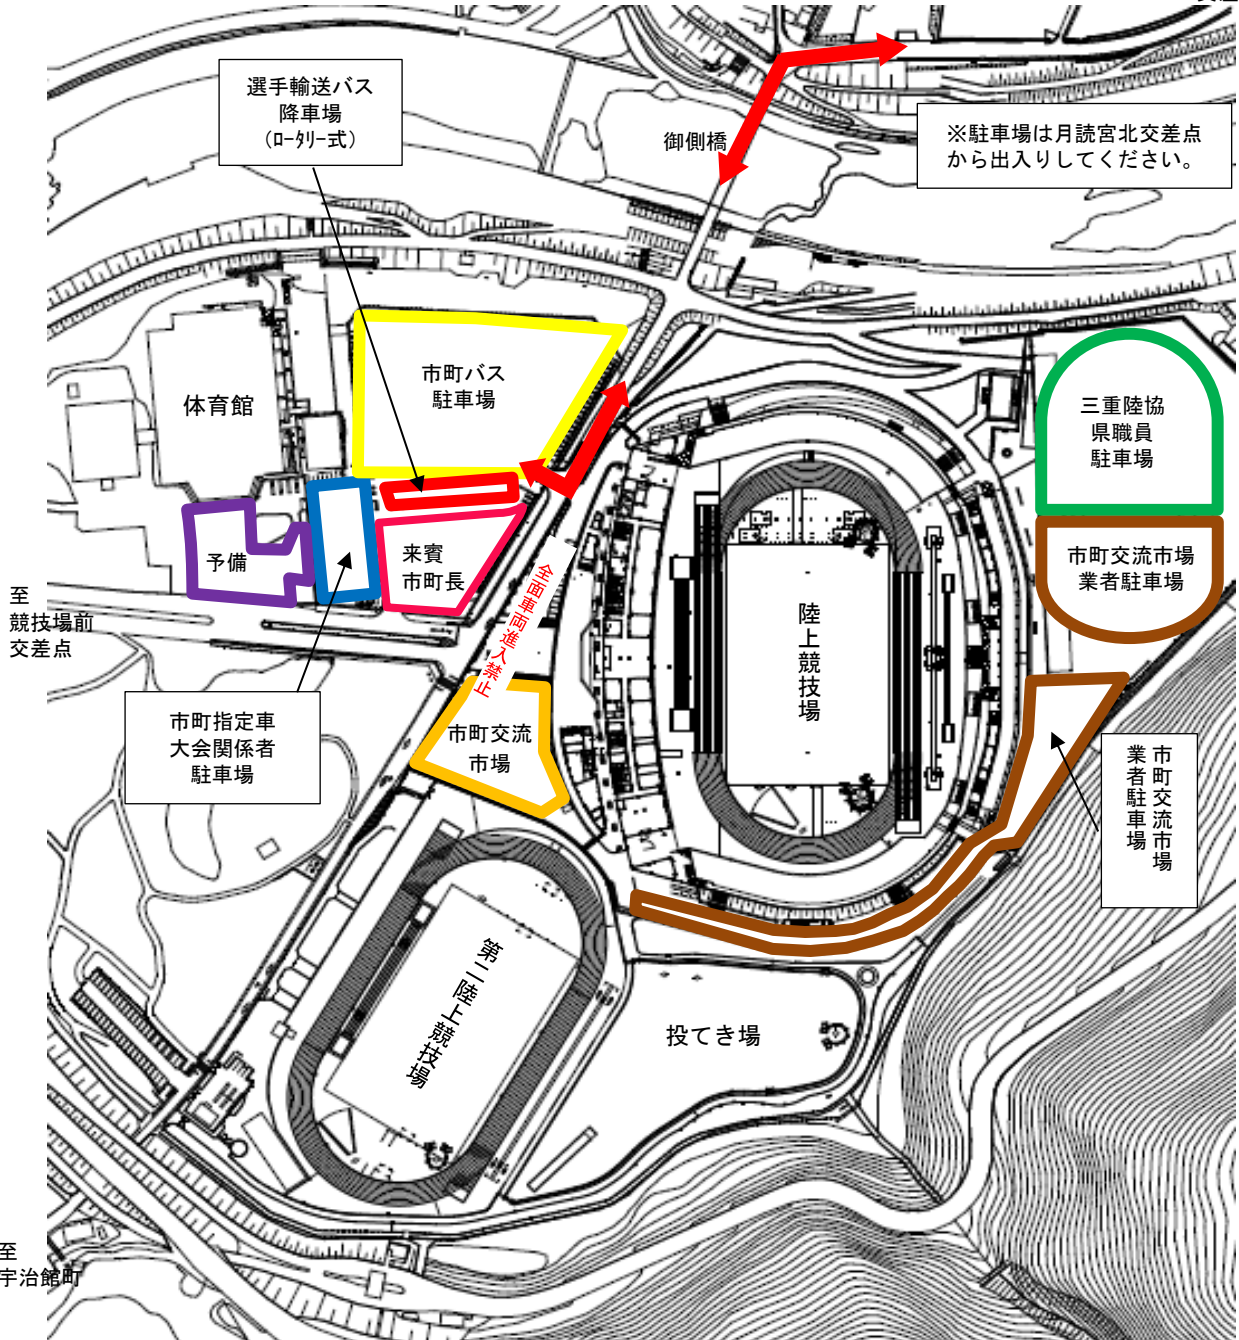 選手輸送バス
降車場
（ﾛｰﾀﾘｰ式）
御側橋
※駐車場は月読宮北交差点
から出入りしてください。
市町バス
駐車場
体育館
三重陸協
県職員
駐車場
予備
来賓
市町長
市町交流市場
業者駐車場
至
競技場前
交差点
全面車両進入禁止
陸上競技場
市町指定車
大会関係者
駐車場
市町交流
市場
市町交流市場
業者駐車場
第二陸上競技場
投てき場
至
宇治館町